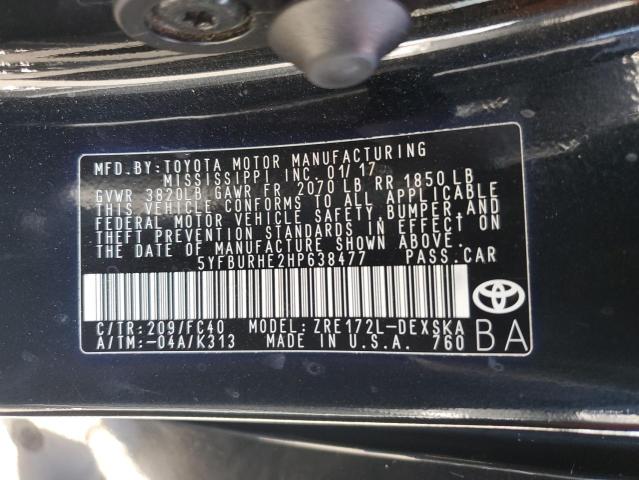 MFD. BY: TOYOTA MOTOR MANUFACTURING
MISSISSIPPI INC. 01/17
GVWR 3820LB GAWR FR 2070 LB RR 1850 LB
THIS VEHICLE CONFORMS TO ALL APPLICABLE
FEDERAL MOTOR VEHICLE SAFETY, BUMPER, AND
THEFT PREVENTION STANDARDS IN EFFECT
ON THE DATE OF MANUFACTURE SHOWN ABOVE.
5YFBURHE2HP638477 PASS. CAR
C/TR: 209/FC40 MODEL: ZRE172L-DEXSKA
A/TM: -04A/K313 MADE IN U.S.A. 760
BA